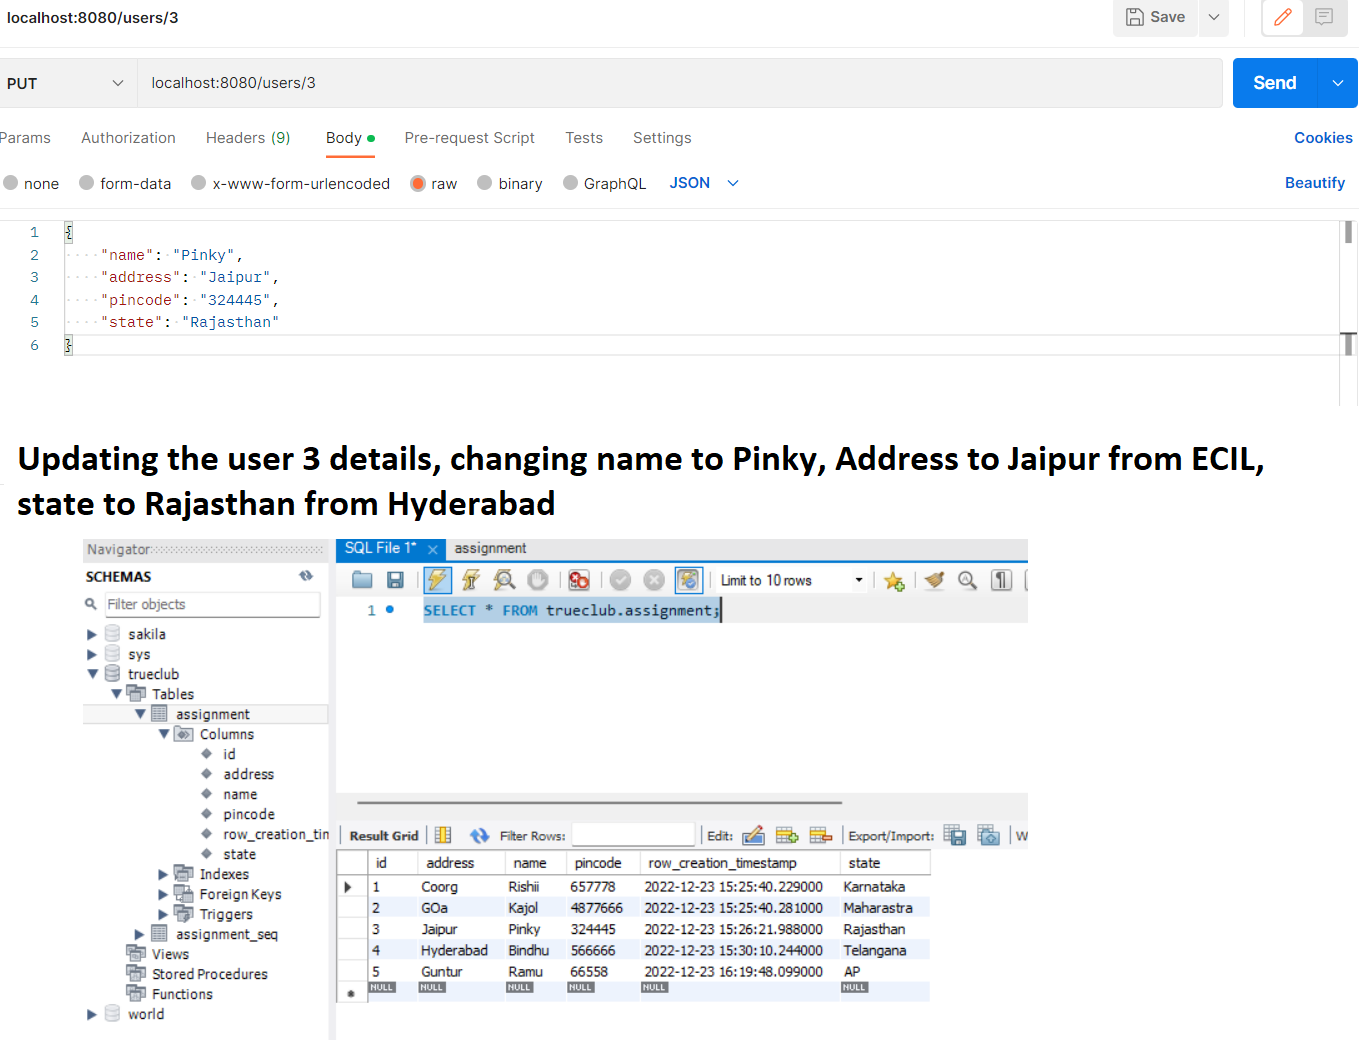 localhost:8080/users/3
Save
PUT
localhost:8080/users/3
Send
Params Authorization Headers (9) Body Pre-request Script Tests Settings Cookies
none form-data x-www-form-urlencoded raw binary GraphQL JSON Beautify
1 {
2 "name": "Pinky",
3 "address": "Jaipur",
4 "pincode": "324445",
5 "state": "Rajasthan"
6 }
Updating the user 3 details, changing name to Pinky, Address to Jaipur from ECIL,
state to Rajasthan from Hyderabad
Navigator
SCHEMAS
Filter objects
sakila
sys
trueclub
Tables
assignment
Columns
id
address
name
pincode
row_creation_tin
state
Indexes
Foreign Keys
Triggers
assignment_seq
Views
Stored Procedures
Functions
world
SQL File 1* assignment
Limit to 10 rows
1 SELECT * FROM trueclub.assignment;
Result Grid Filter Rows: Edit: Export/Import: W
id address name pincode row_creation_timestamp state
1 Coorg Rishii 657778 2022-12-23 15:25:40.229000 Karnataka
2 GOa Kajol 4877666 2022-12-23 15:25:40.281000 Maharastra
3 Jaipur Pinky 324445 2022-12-23 15:26:21.988000 Rajasthan
4 Hyderabad Bindhu 566666 2022-12-23 15:30:10.244000 Telangana
5 Guntur Ramu 66558 2022-12-23 16:19:48.099000 AP
NULL NULL NULL NULL NULL NULL